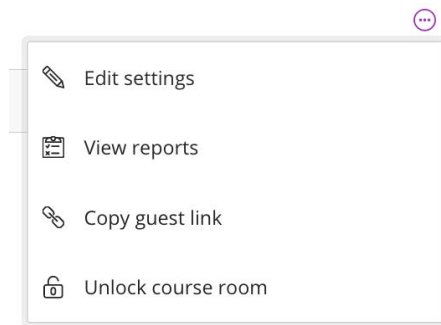 Edit settings
View reports
Copy guest link
Unlock course room